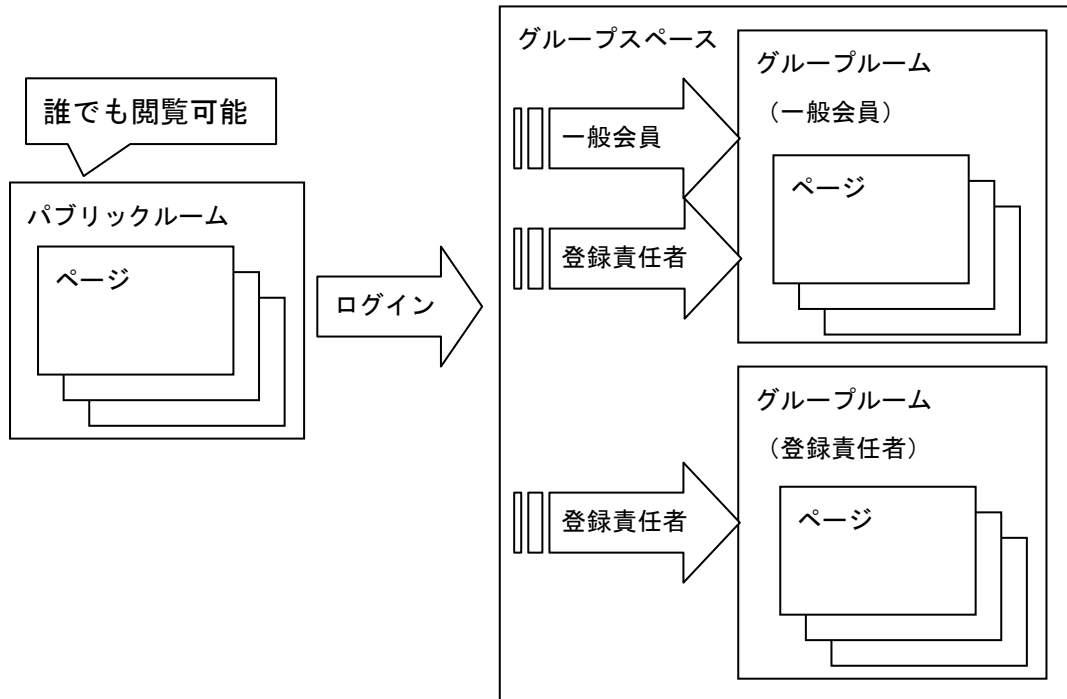 誰でも閲覧可能
パブリックルーム
ページ
ログイン
グループスペース
一般会員
登録責任者
グループルーム
（一般会員）
ページ
登録責任者
グループルーム
（登録責任者）
ページ